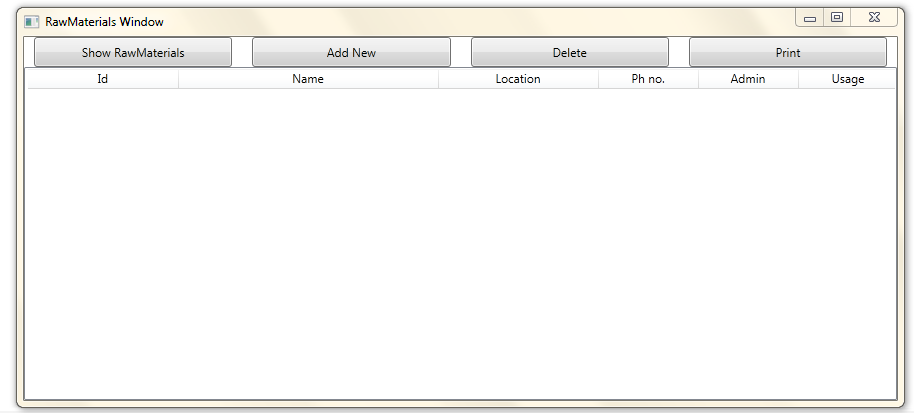 RawMaterials Window
Show RawMaterials Add New Delete Print
Id Name Location Ph no. Admin Usage